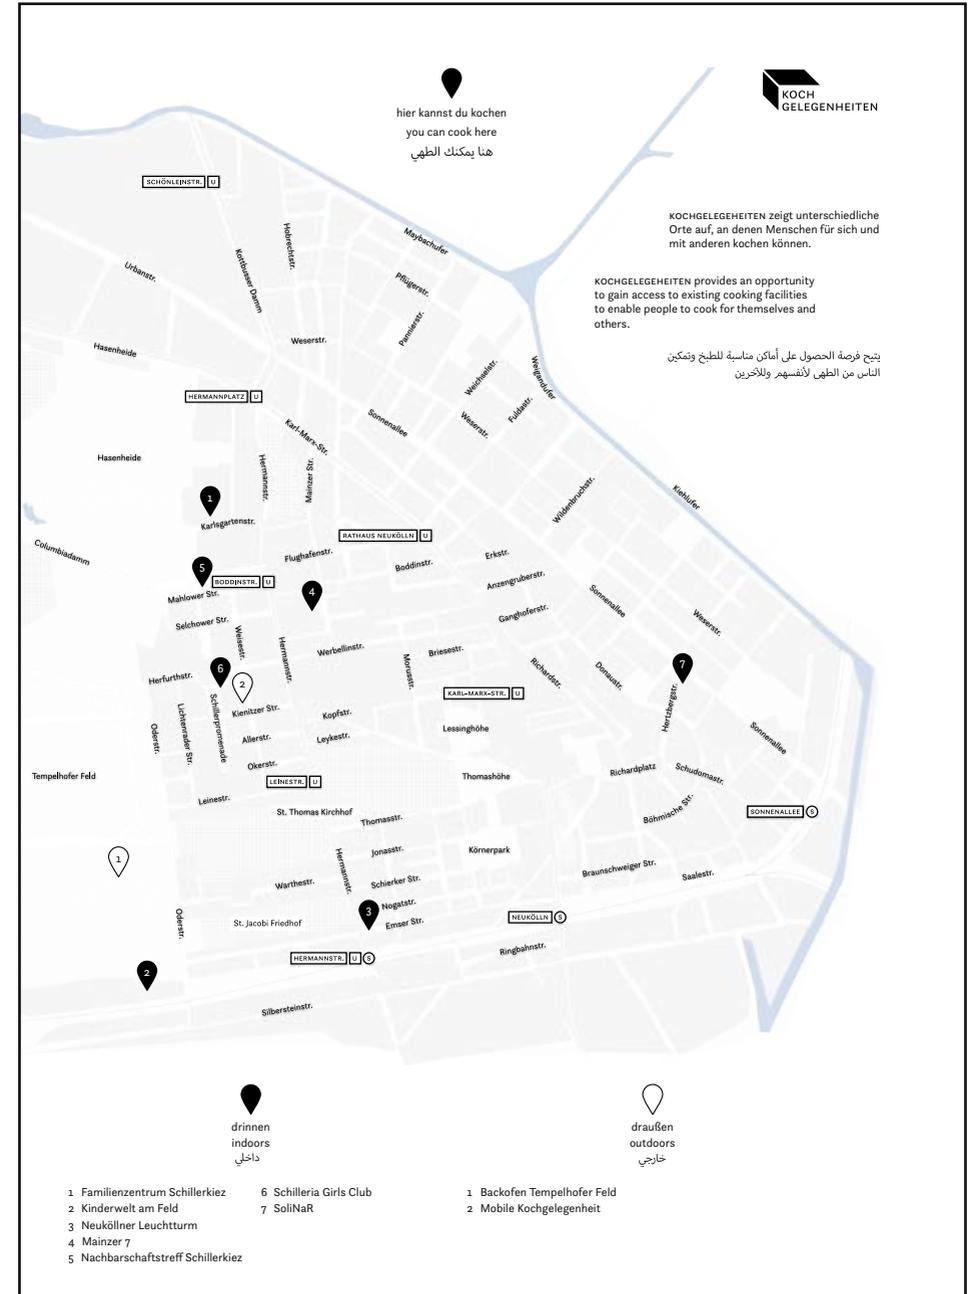 hier kannst du kochen
you can cook here
هنا يمكنك الطهي
KOCH
GELEGENHEITEN
KOCHGELEGEHEITEN zeigt unterschiedliche
Orte auf, an denen Menschen für sich und
mit anderen kochen können.
KOCHGELEGEHEITEN provides an opportunity
to gain access to existing cooking facilities
to enable people to cook for themselves and
others.
يتيح فرصة الحصول على أماكن مناسبة للطبخ وتمكين
الناس من الطهى لأنفسهم وللآخرين
SCHÖNLEINSTR. U
Hobrechtstr.
Maybachufer
Kottbusser Damm
Urbanstr.
Pflügerstr.
Pannierstr.
Weserstr.
Hasenheide
Weichselstr.
Weigandufer
HERMANNPLATZ U
Fuldastr.
Sonnenallee
Weserstr.
Karl-Marx-Str.
Hasenheide
Hermannstr.
Mainzer Str.
Wildenbruchstr.
Kiehlufer
1
Karlsgartenstr.
RATHAUS NEUKÖLLN U
Columbiadamm
Flughafenstr.
Boddinstr.
Erkstr.
5
BODDINSTR. U
4
Anzengruberstr.
Sonnenallee
Mahlower Str.
Ganghoferstr.
Weserstr.
Selchower Str.
Weisestr.
Hermannstr.
Werbellinstr.
Briesestr.
Morusstr.
6
7
Richardstr.
Donaustr.
Herfurthstr.
2
KARL-MARX-STR. U
Hertzbergstr.
Schillerpromenade
Kienitzer Str.
Kopfstr.
Lichtenrader Str.
Oderstr.
Allerstr.
Leykestr.
Lessinghöhe
Sonnenallee
Okerstr.
Tempelhofer Feld
LEINESTR. U
Thomashöhe
Richardplatz
Schudomastr.
Leinestr.
St. Thomas Kirchhof
Thomasstr.
Böhmische Str.
SONNENALLEE S
1
Jonasstr.
Körnerpark
Hermannstr.
Braunschweiger Str.
Saalestr.
Warthestr.
Schierker Str.
Nogatstr.
3
Oderstr.
St. Jacobi Friedhof
Emser Str.
NEUKÖLLN S
HERMANNSTR. U S
Ringbahnstr.
2
Silbersteinstr.
drinnen
indoors
داخلي
draußen
outdoors
خارجي
1 Familienzentrum Schillerkiez
2 Kinderwelt am Feld
3 Neuköllner Leuchtturm
4 Mainzer 7
5 Nachbarschaftstreff Schillerkiez
6 Schilleria Girls Club
7 SoliNaR
1 Backofen Tempelhofer Feld
2 Mobile Kochgelegenheit